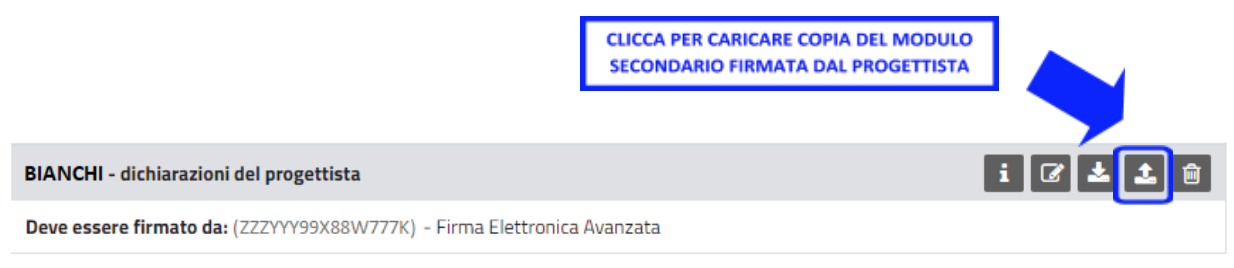 CLICCA PER CARICARE COPIA DEL MODULO
SECONDARIO FIRMATA DAL PROGETTISTA
BIANCHI - dichiarazioni del progettista
Deve essere firmato da: (ZZZYYY99X88W777K) - Firma Elettronica Avanzata